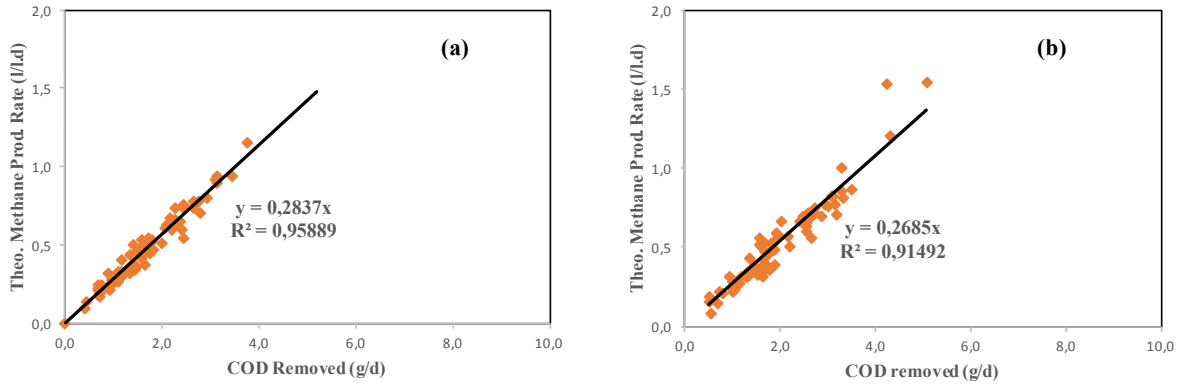 (a)
Theo. Methane Prod. Rate (l/l.d)
2,0
1,5
1,0
0,5
0,0
y = 0,2837x
R² = 0,95889
0,0 2,0 4,0 6,0 8,0 10,0
COD Removed (g/d)
(b)
Theo. Methane Prod. Rate (l/l.d)
2,0
1,5
1,0
0,5
0,0
y = 0,2685x
R² = 0,91492
0,0 2,0 4,0 6,0 8,0 10,0
COD removed (g/d)